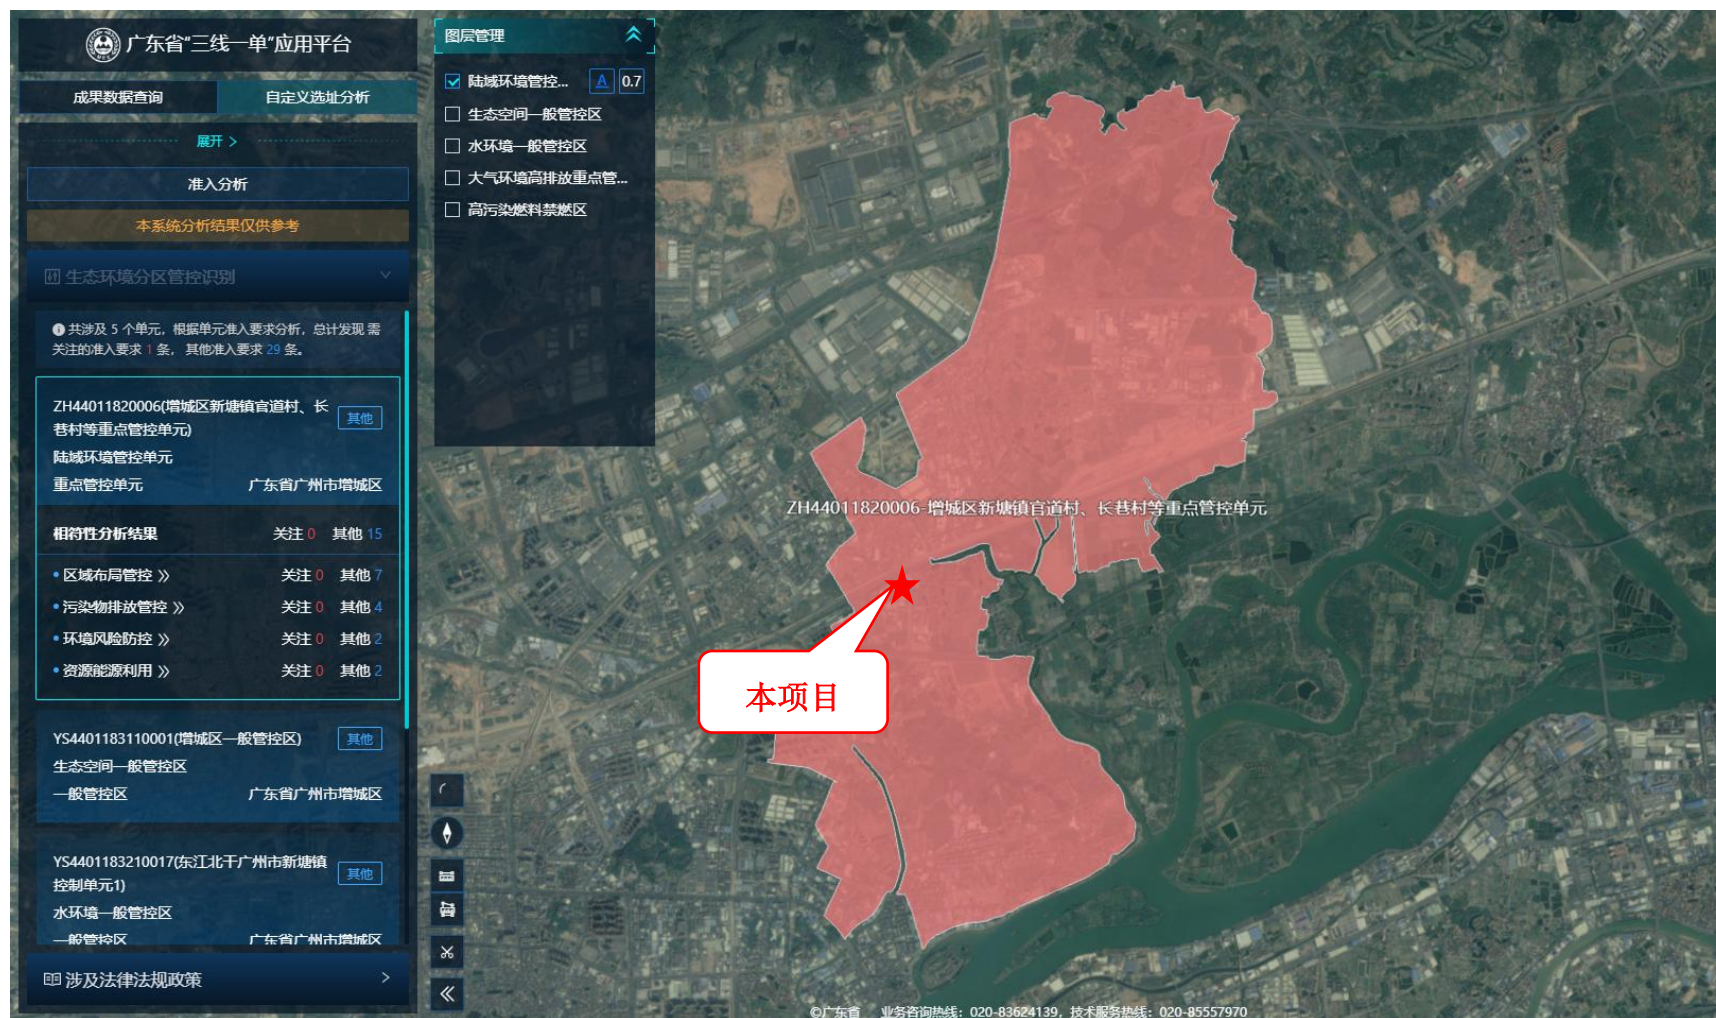 广东省“三线一单”应用平台
成果数据查询
自定义选址分析
展开 >
准入分析
本系统分析结果仅供参考
生态环境分区管控识别
共涉及 5 个单元，根据单元准入要求分析，总计发现 需
关注的准入要求 1 条， 其他准入要求 29 条。
ZH44011820006(增城区新塘镇官道村、长
巷村等重点管控单元)
其他
陆域环境管控单元
重点管控单元 广东省广州市增城区
相符性分析结果 关注 0 其他 15
区域布局管控 关注 0 其他 7
污染物排放管控 关注 0 其他 4
环境风险防控 关注 0 其他 2
资源能源利用 关注 0 其他 2
YS4401183110001(增城区一般管控区) 其他
生态空间一般管控区
一般管控区 广东省广州市增城区
YS4401183210017(东江北干广州市新塘镇
控制单元1)
其他
水环境一般管控区
一般管控区 广东省广州市增城区
涉及法律法规政策
图层管理
陆域环境管控... A 0.7
生态空间一般管控区
水环境一般管控区
大气环境高排放重点管...
高污染燃料禁燃区
ZH44011820006-增城区新塘镇官道村、长巷村等重点管控单元
本项目
©广东省 业务咨询热线：020-83624139，技术服务热线：020-85557970